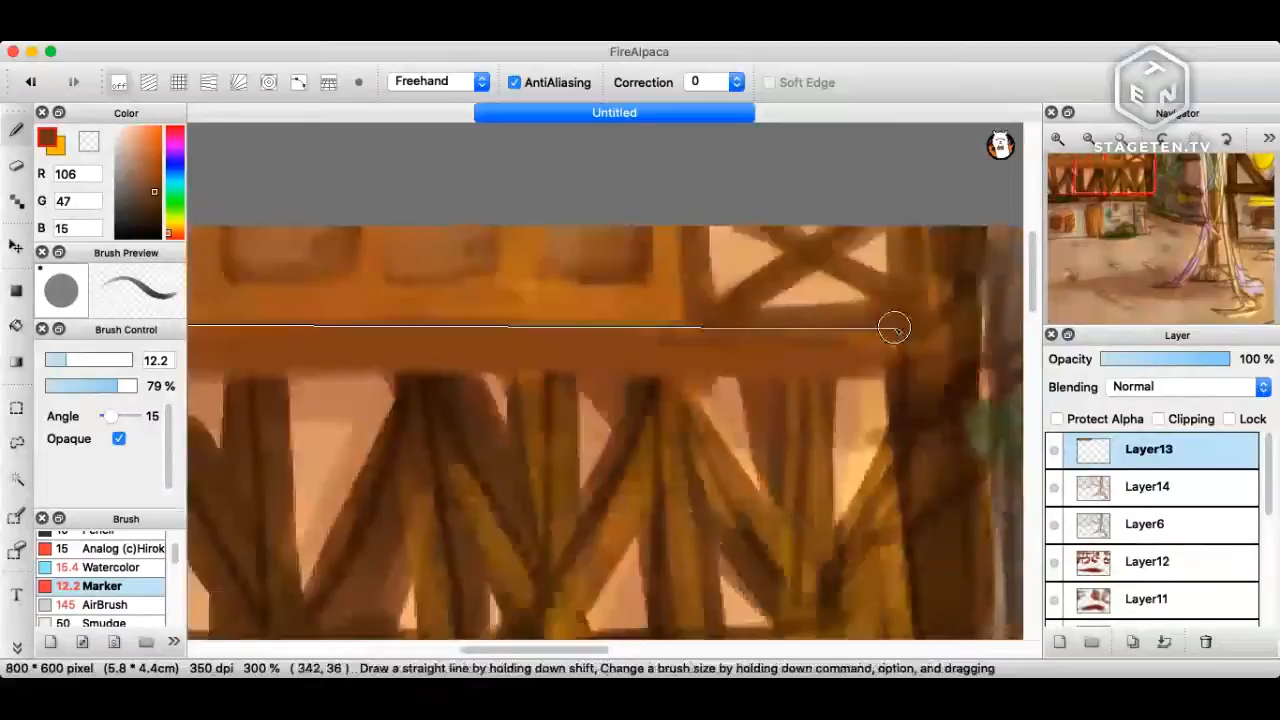 FireAlpaca
off
Freehand
AntiAliasing
Correction
0
Soft Edge
TEN
STAGETEN.TV
Color
Untitled
Navigator
R 106
G 47
B 15
Brush Preview
Brush Control
12.2
79 %
Angle 15
Opaque
Layer
Opacity 100 %
Blending Normal
Protect Alpha Clipping Lock
Layer13
Layer14
Layer6
Layer12
Layer11
Brush
15 Analog (c)Hirok
15.4 Watercolor
12.2 Marker
145 AirBrush
50 Smudge
T
800 * 600 pixel (5.8 * 4.4cm) 350 dpi 300 % ( 342, 36 ) Draw a straight line by holding down shift, Change a brush size by holding down command, option, and dragging